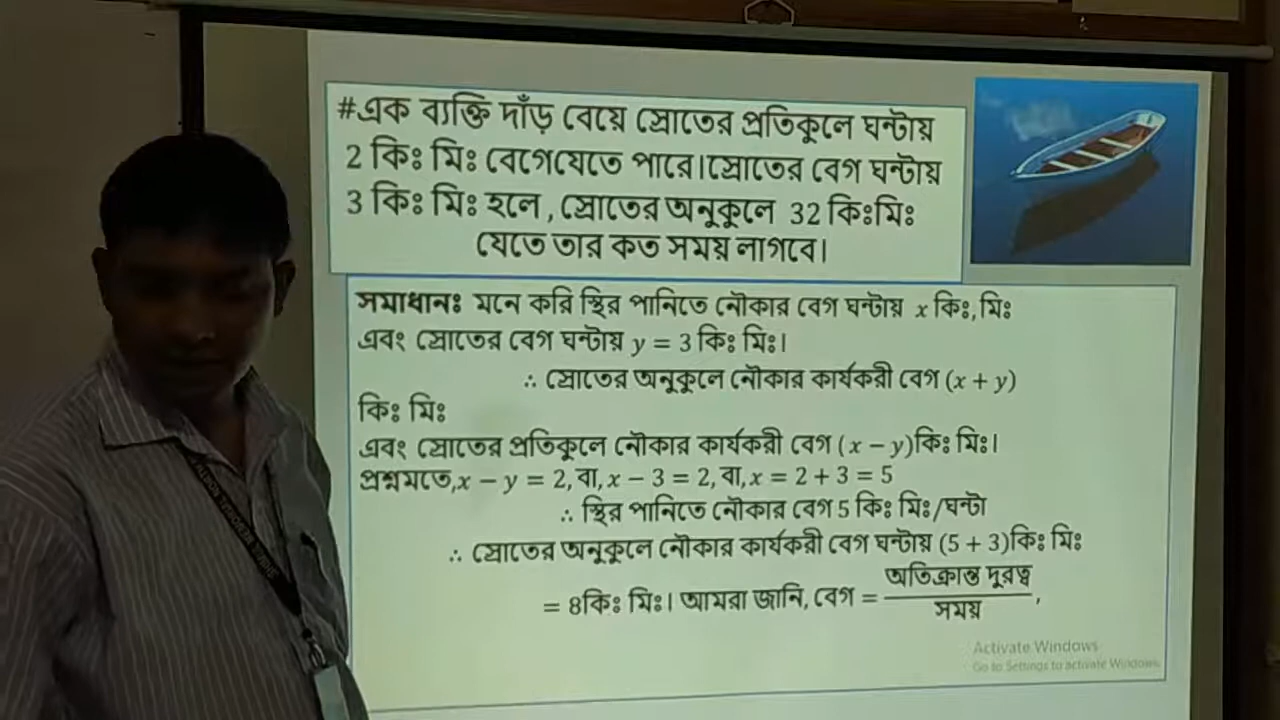 #এক ব্যক্তি দাঁড় বেয়ে স্রোতের প্রতিকুলে ঘন্টায়
2 কিঃ মিঃ বেগেযেতে পারে।স্রোতের বেগ ঘন্টায়
3 কিঃ মিঃ হলে, স্রোতের অনুকুলে 32 কিঃমিঃ
যেতে তার কত সময় লাগবে।
সমাধানঃ মনে করি স্থির পানিতে নৌকার বেগ ঘন্টায় x কিঃ,মিঃ
এবং স্রোতের বেগ ঘন্টায় y = 3 কিঃ মিঃ।
∴ স্রোতের অনুকুলে নৌকার কার্যকরী বেগ (x + y)
কিঃ মিঃ
এবং স্রোতের প্রতিকুলে নৌকার কার্যকরী বেগ (x − y)কিঃ মিঃ।
প্রশ্নমতে,x − y = 2, বা, x − 3 = 2, বা, x = 2 + 3 = 5
∴ স্থির পানিতে নৌকার বেগ 5 কিঃ মিঃ/ঘন্টা
∴ স্রোতের অনুকুলে নৌকার কার্যকরী বেগ ঘন্টায় (5 + 3)কিঃ মিঃ
= 8কিঃ মিঃ। আমরা জানি, বেগ = অতিক্রান্ত দুরত্ব / সময় ,
Activate Windows
Go to Settings to activate Windows.